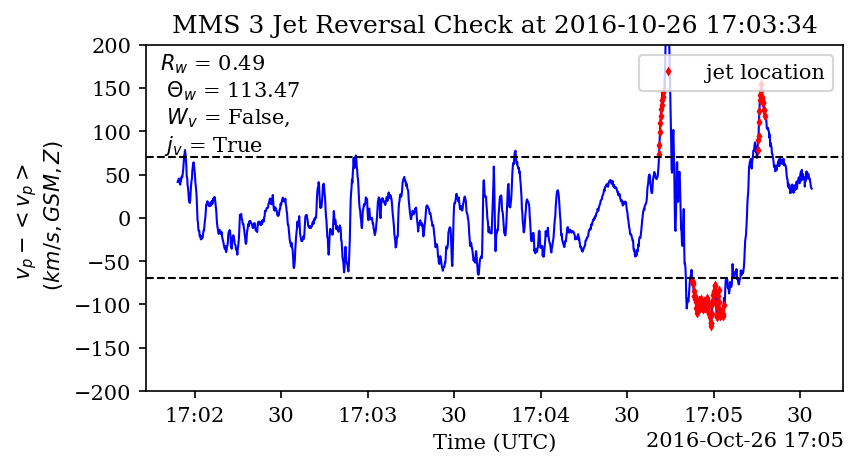 MMS 3 Jet Reversal Check at 2016-10-26 17:03:34
R_w = 0.49
Θ_w = 113.47
W_v = False,
j_v = True
jet location
v_p - < v_p >
(km/s, GSM, Z)
200
150
100
50
0
−50
−100
−150
−200
17:02 30 17:03 30 17:04 30 17:05 30
Time (UTC) 2016-Oct-26 17:05